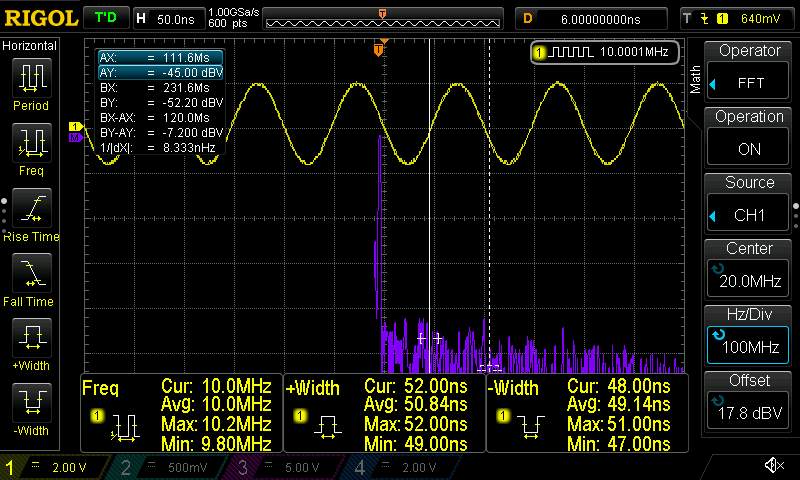 RIGOL T'D H 50.0ns 1.00GSa/s 600 pts T D 6.00000000ns T 1 640mV
Horizontal
Period
Freq
Rise Time
Fall Time
+Width
-Width
AX: = 111.6Ms
AY: = -45.00 dBV
BX: = 231.6Ms
BY: = -52.20 dBV
BX-AX: = 120.0Ms
BY-AY: = -7.200 dBV
1/|dX|: = 8.333nHz
T
1 10.0001MHz
1
M
Math
Operator
FFT
Operation
ON
Source
CH1
Center
20.0MHz
Hz/Div
100MHz
Offset
17.8 dBV
Freq
1
Cur: 10.0MHz
Avg: 10.0MHz
Max: 10.2MHz
Min: 9.80MHz
+Width
1
Cur: 52.00ns
Avg: 50.84ns
Max: 52.00ns
Min: 49.00ns
-Width
1
Cur: 48.00ns
Avg: 49.14ns
Max: 51.00ns
Min: 47.00ns
1 = 2.00 V 2 = 500mV 3 = 5.00 V 4 = 2.00 V